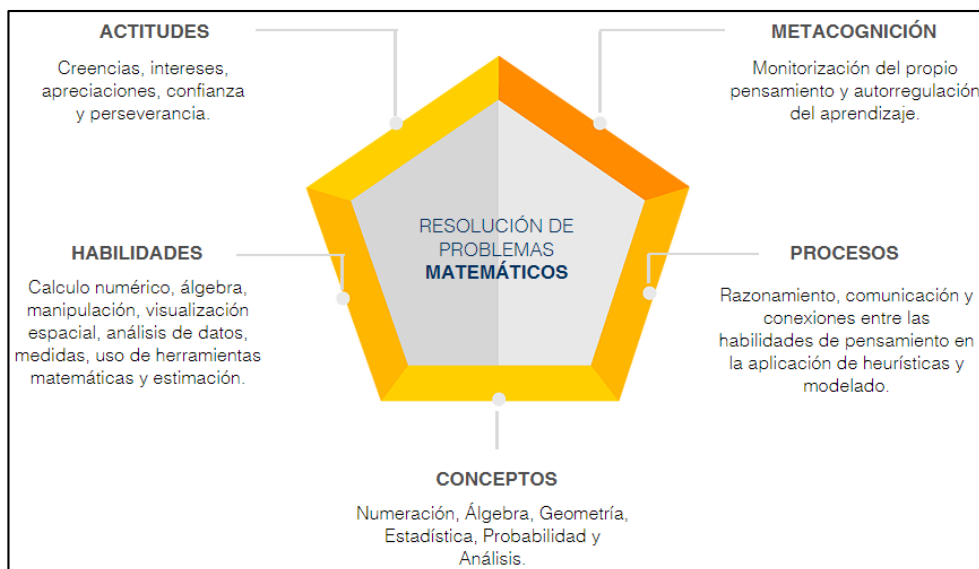 ACTITUDES
Creencias, intereses,
apreciaciones, confianza
y perseverancia.
METACOGNICIÓN
Monitorización del propio
pensamiento y autorregulación
del aprendizaje.
RESOLUCIÓN DE
PROBLEMAS
MATEMÁTICOS
HABILIDADES
Calculo numérico, álgebra,
manipulación, visualización
espacial, análisis de datos,
medidas, uso de herramientas
matemáticas y estimación.
PROCESOS
Razonamiento, comunicación y
conexiones entre las
habilidades de pensamiento en
la aplicación de heurísticas y
modelado.
CONCEPTOS
Numeración, Álgebra, Geometría,
Estadística, Probabilidad y
Análisis.